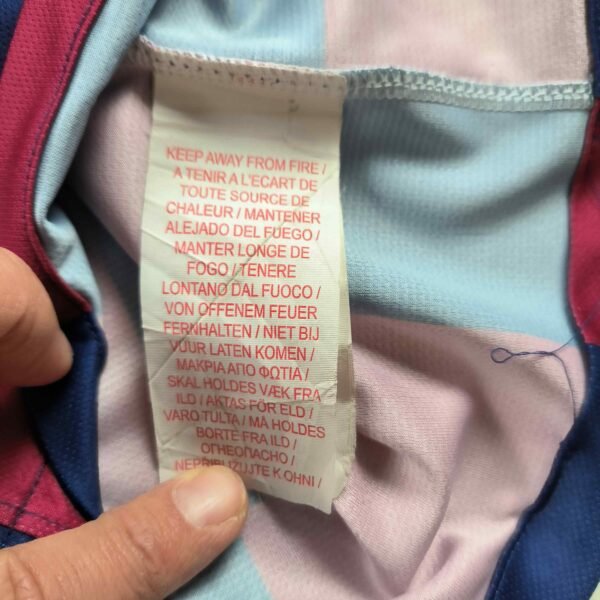 KEEP AWAY FROM FIRE /
A TENIR A L'ECART DE
TOUTE SOURCE DE
CHALEUR / MANTENER
ALEJADO DEL FUEGO /
MANTER LONGE DE
FOGO / TENERE
LONTANO DAL FUOCO /
VON OFFENEM FEUER
FERNHALTEN / NIET BIJ
VUUR LATEN KOMEN /
ΜΑΚΡΙΑ ΑΠΟ ΦΩΤΙΑ /
SKAL HOLDES VÆK FRA
ILD / AKTAS FÖR ELD /
VARO TULTA / MÅ HOLDES
BORTE FRA ILD /
ОГНЕОПАСНО /
NEPŘIBLIŽUJTE K OHNI /